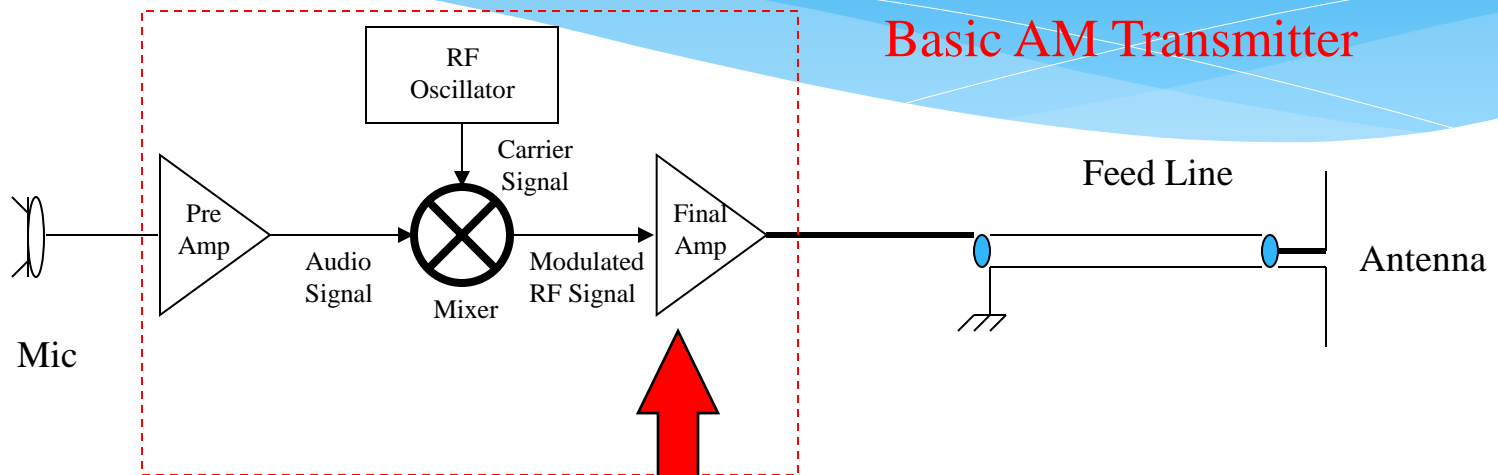 Basic AM Transmitter
RF
Oscillator
Carrier
Signal
Feed Line
Pre
Amp
Final
Amp
Audio
Signal
Modulated
RF Signal
Mixer
Antenna
Mic